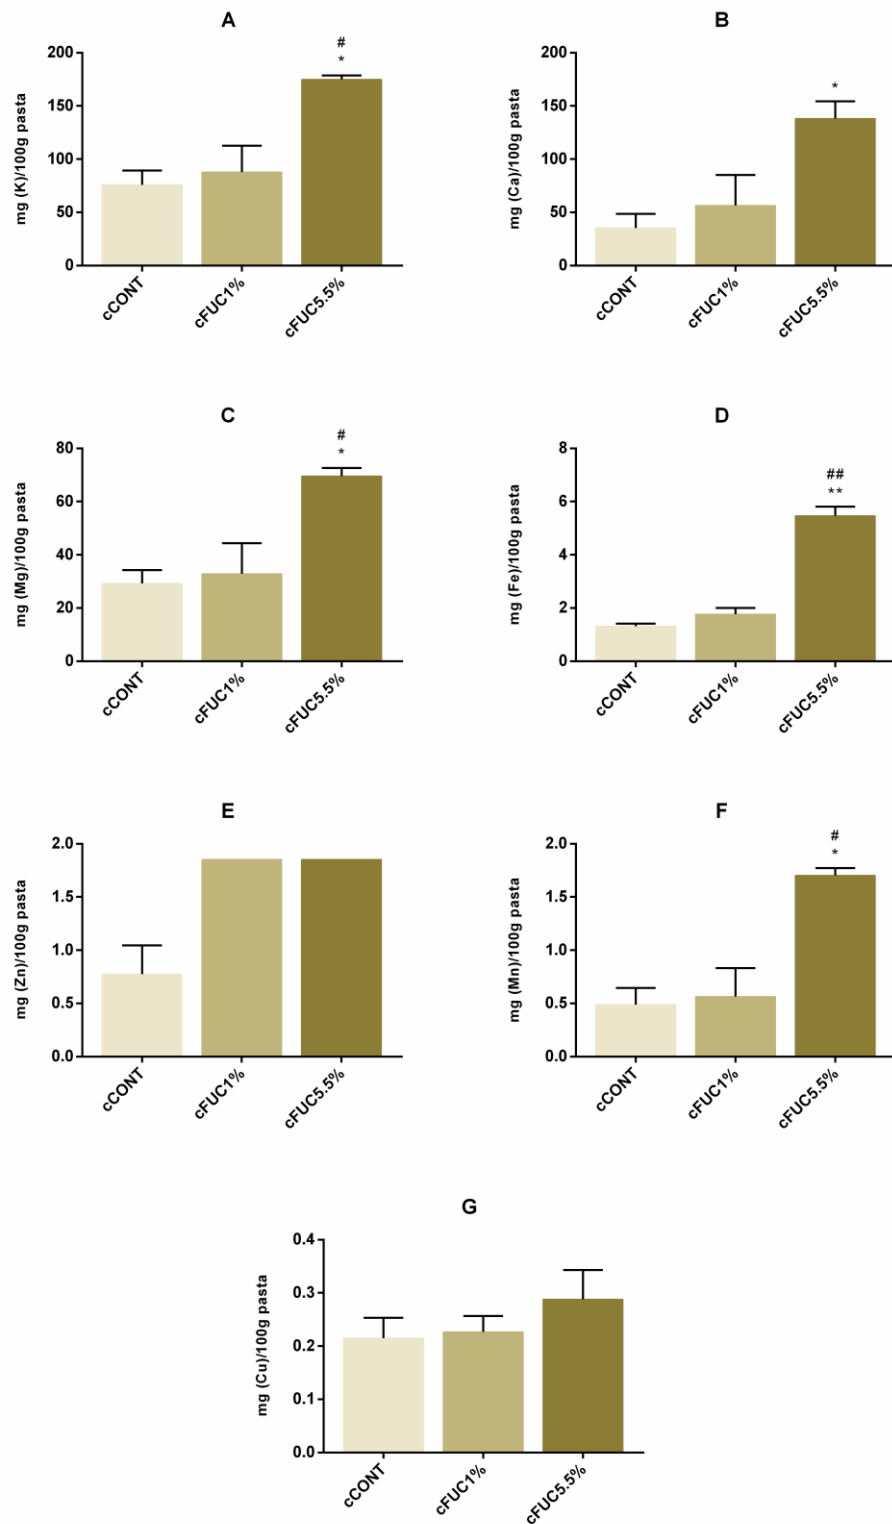 A
mg (K)/100g pasta
200
150
100
50
0
#
*
cCONT
cFUC1%
cFUC5.5%
B
mg (Ca)/100g pasta
200
150
100
50
0
*
cCONT
cFUC1%
cFUC5.5%
C
mg (Mg)/100g pasta
80
60
40
20
0
#
*
cCONT
cFUC1%
cFUC5.5%
D
mg (Fe)/100g pasta
8
6
4
2
0
##
**
cCONT
cFUC1%
cFUC5.5%
E
mg (Zn)/100g pasta
2.0
1.5
1.0
0.5
0.0
cCONT
cFUC1%
cFUC5.5%
F
mg (Mn)/100g pasta
2.0
1.5
1.0
0.5
0.0
#
*
cCONT
cFUC1%
cFUC5.5%
G
mg (Cu)/100g pasta
0.4
0.3
0.2
0.1
0.0
cCONT
cFUC1%
cFUC5.5%